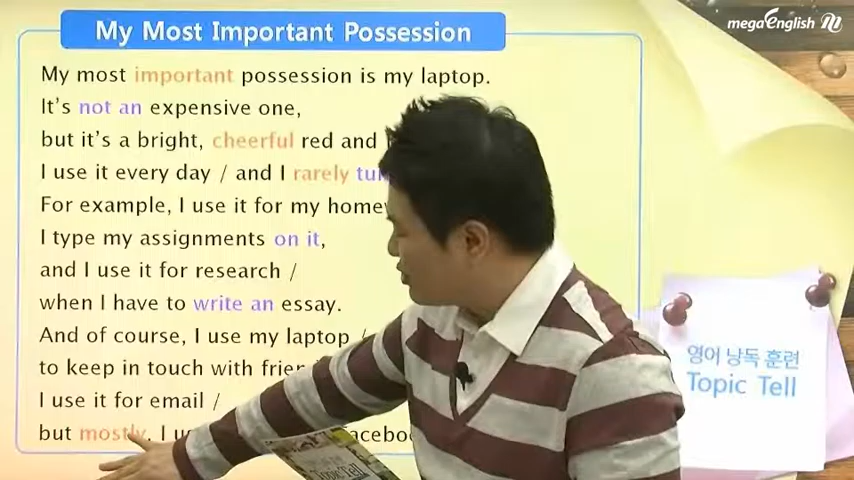 My Most Important Possession
megaEnglish M
My most important possession is my laptop.
It's not an expensive one,
but it's a bright, cheerful red and
I use it every day / and I rarely
For example, I use it for my
I type my assignments on it,
and I use it for research /
when I have to write an essay.
And of course, I use my laptop /
to keep in touch with
I use it for email /
but mostly, I
영어 낭독 훈련
Topic Tell
Topic Tell